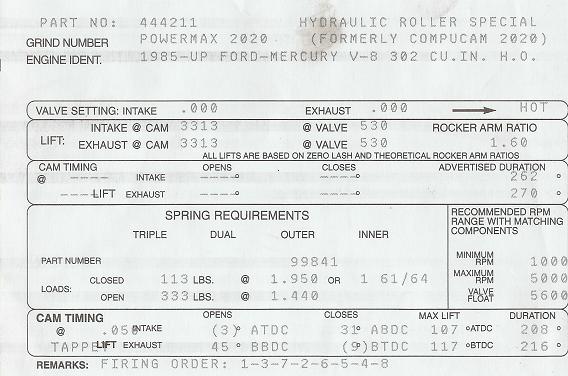 PART NO: 444211 HYDRAULIC ROLLER SPECIAL
GRIND NUMBER POWERMAX 2020 (FORMERLY COMPUCAM 2020)
ENGINE IDENT. 1985-UP FORD-MERCURY V-8 302 CU.IN. H.O.
VALVE SETTING: INTAKE .000 EXHAUST .000 HOT
LIFT: INTAKE @ CAM 3313 @ VALVE 530 ROCKER ARM RATIO
EXHAUST @ CAM 3313 @ VALVE 530 1.60
ALL LIFTS ARE BASED ON ZERO LASH AND THEORETICAL ROCKER ARM RATIOS
CAM TIMING OPENS CLOSES ADVERTISED DURATION
@ ---- INTAKE ----° ----° 262 °
----LIFT EXHAUST ----° ----° 270 °
SPRING REQUIREMENTS
TRIPLE DUAL OUTER INNER
PART NUMBER 99841
LOADS: CLOSED 113 LBS. @ 1.950 OR 1 61/64
OPEN 333 LBS. @ 1.440
RECOMMENDED RPM
RANGE WITH MATCHING
COMPONENTS
MINIMUM
RPM 1000
MAXIMUM
RPM 5000
VALVE
FLOAT 5600
CAM TIMING OPENS CLOSES MAX LIFT DURATION
@ .050 INTAKE (3)° ATDC 31° ABDC 107 °ATDC 208 °
TAPPET LIFT EXHAUST 45° BBDC (9)°BTDC 117 °BTDC 216 °
REMARKS: FIRING ORDER: 1-3-7-2-6-5-4-8